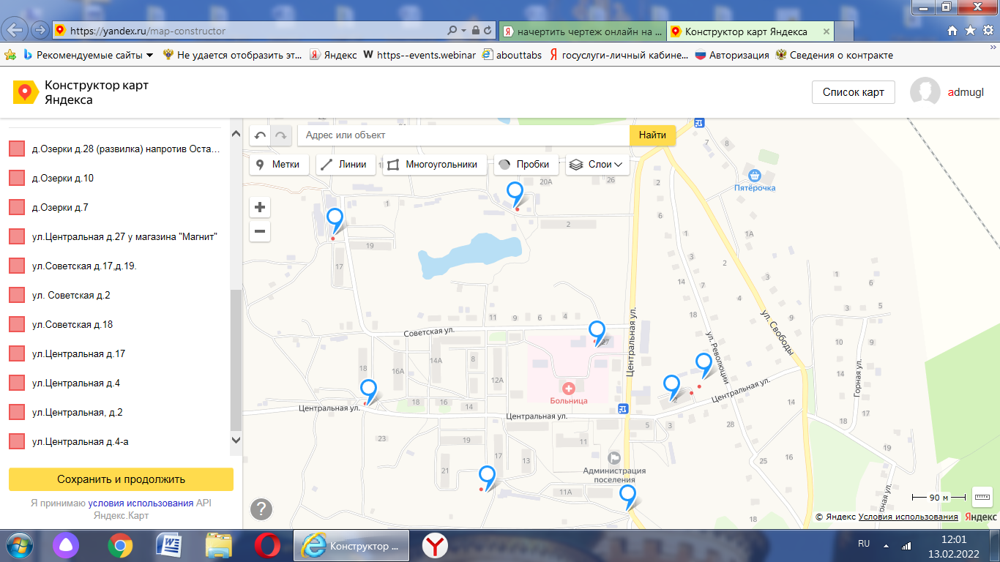 https://yandex.ru/map-constructor
начертить чертеж онлайн на ...
Конструктор карт Яндекса
Рекомендуемые сайты
Не удается отобразить эт...
Яндекс
https--events.webinar
abouttabs
госуслуги-личный кабине...
Авторизация
Сведения о контракте
Конструктор карт
Яндекса
Список карт
admugl
д.Озерки д.28 (развилка) напротив Оста...
д.Озерки д.10
д.Озерки д.7
ул.Центральная д.27 у магазина "Магнит"
ул.Советская д.17,д.19.
ул. Советская д.2
ул.Советская д.18
ул.Центральная д.17
ул.Центральная д.4
ул.Центральная, д.2
ул.Центральная д.4-а
Сохранить и продолжить
Я принимаю условия использования API
Яндекс.Карт
Адрес или объект
Найти
Метки
Линии
Многоугольники
Пробки
Слои
20А
26
2
8
7
Пятёрочка
1
2
6
1
1А
3
2
19
17
7
14
3
4
7
18
1
6
3
5
11
9
6
4
Советская ул.
27
Центральная ул.
ул. Революции
ул. Свободы
10
9
18
16А
14А
8
12А
9
13
Больница
Центральная ул.
Горная ул.
18
16
14
Центральная ул.
Центральная ул.
5
3
28
14
18
17
23
19
17
13
11
21
11А
Администрация
поселения
25
16
19
18
рная ул.
90 м
© Яндекс Условия использования
Яндекс
Конструктор ...
RU
12:01
13.02.2022